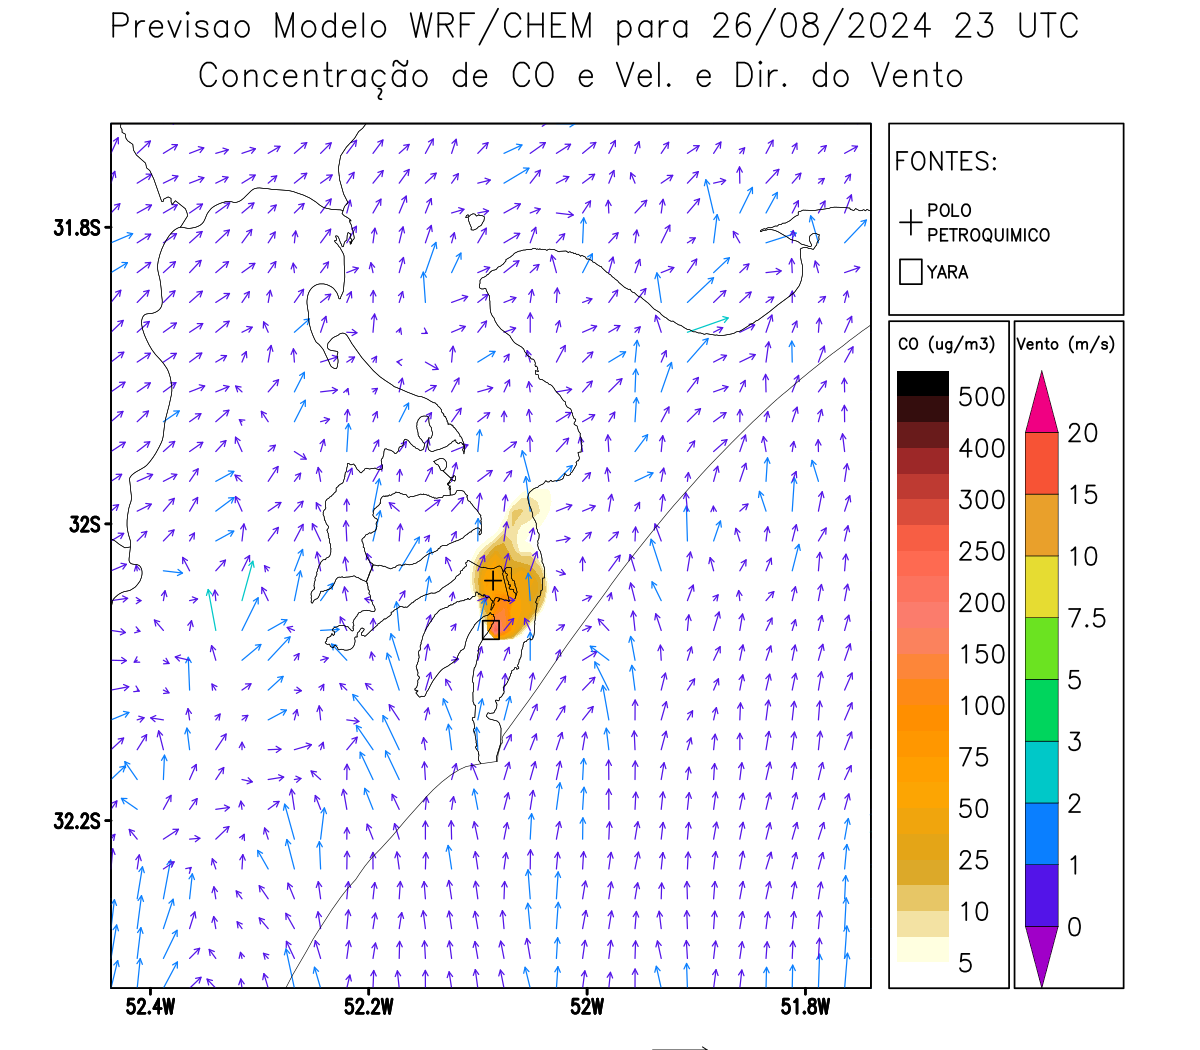 Previsao Modelo WRF/CHEM para 26/08/2024 23 UTC
Concentração de CO e Vel. e Dir. do Vento
FONTES:
POLO
PETROQUIMICO
YARA
CO (ug/m3)
500
400
300
250
200
150
100
75
50
25
10
5
Vento (m/s)
20
15
10
7.5
5
3
2
1
0
31.8S
32S
32.2S
52.4W
52.2W
52W
51.8W